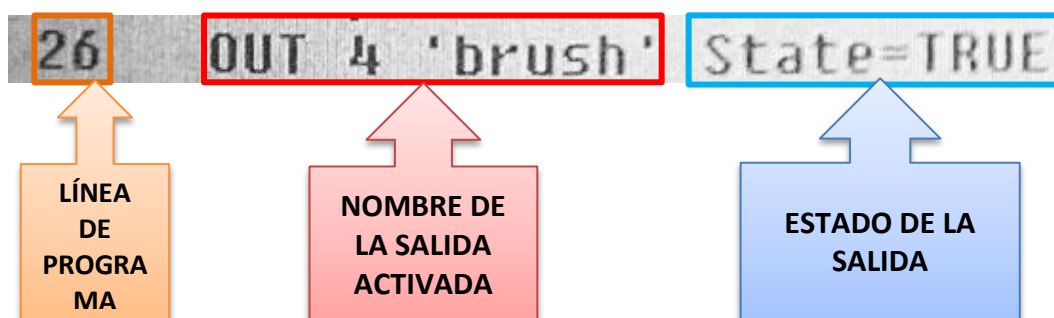 26 OUT 4 'brush' State=TRUE
LÍNEA
DE
PROGRA
MA
NOMBRE DE
LA SALIDA
ACTIVADA
ESTADO DE LA
SALIDA